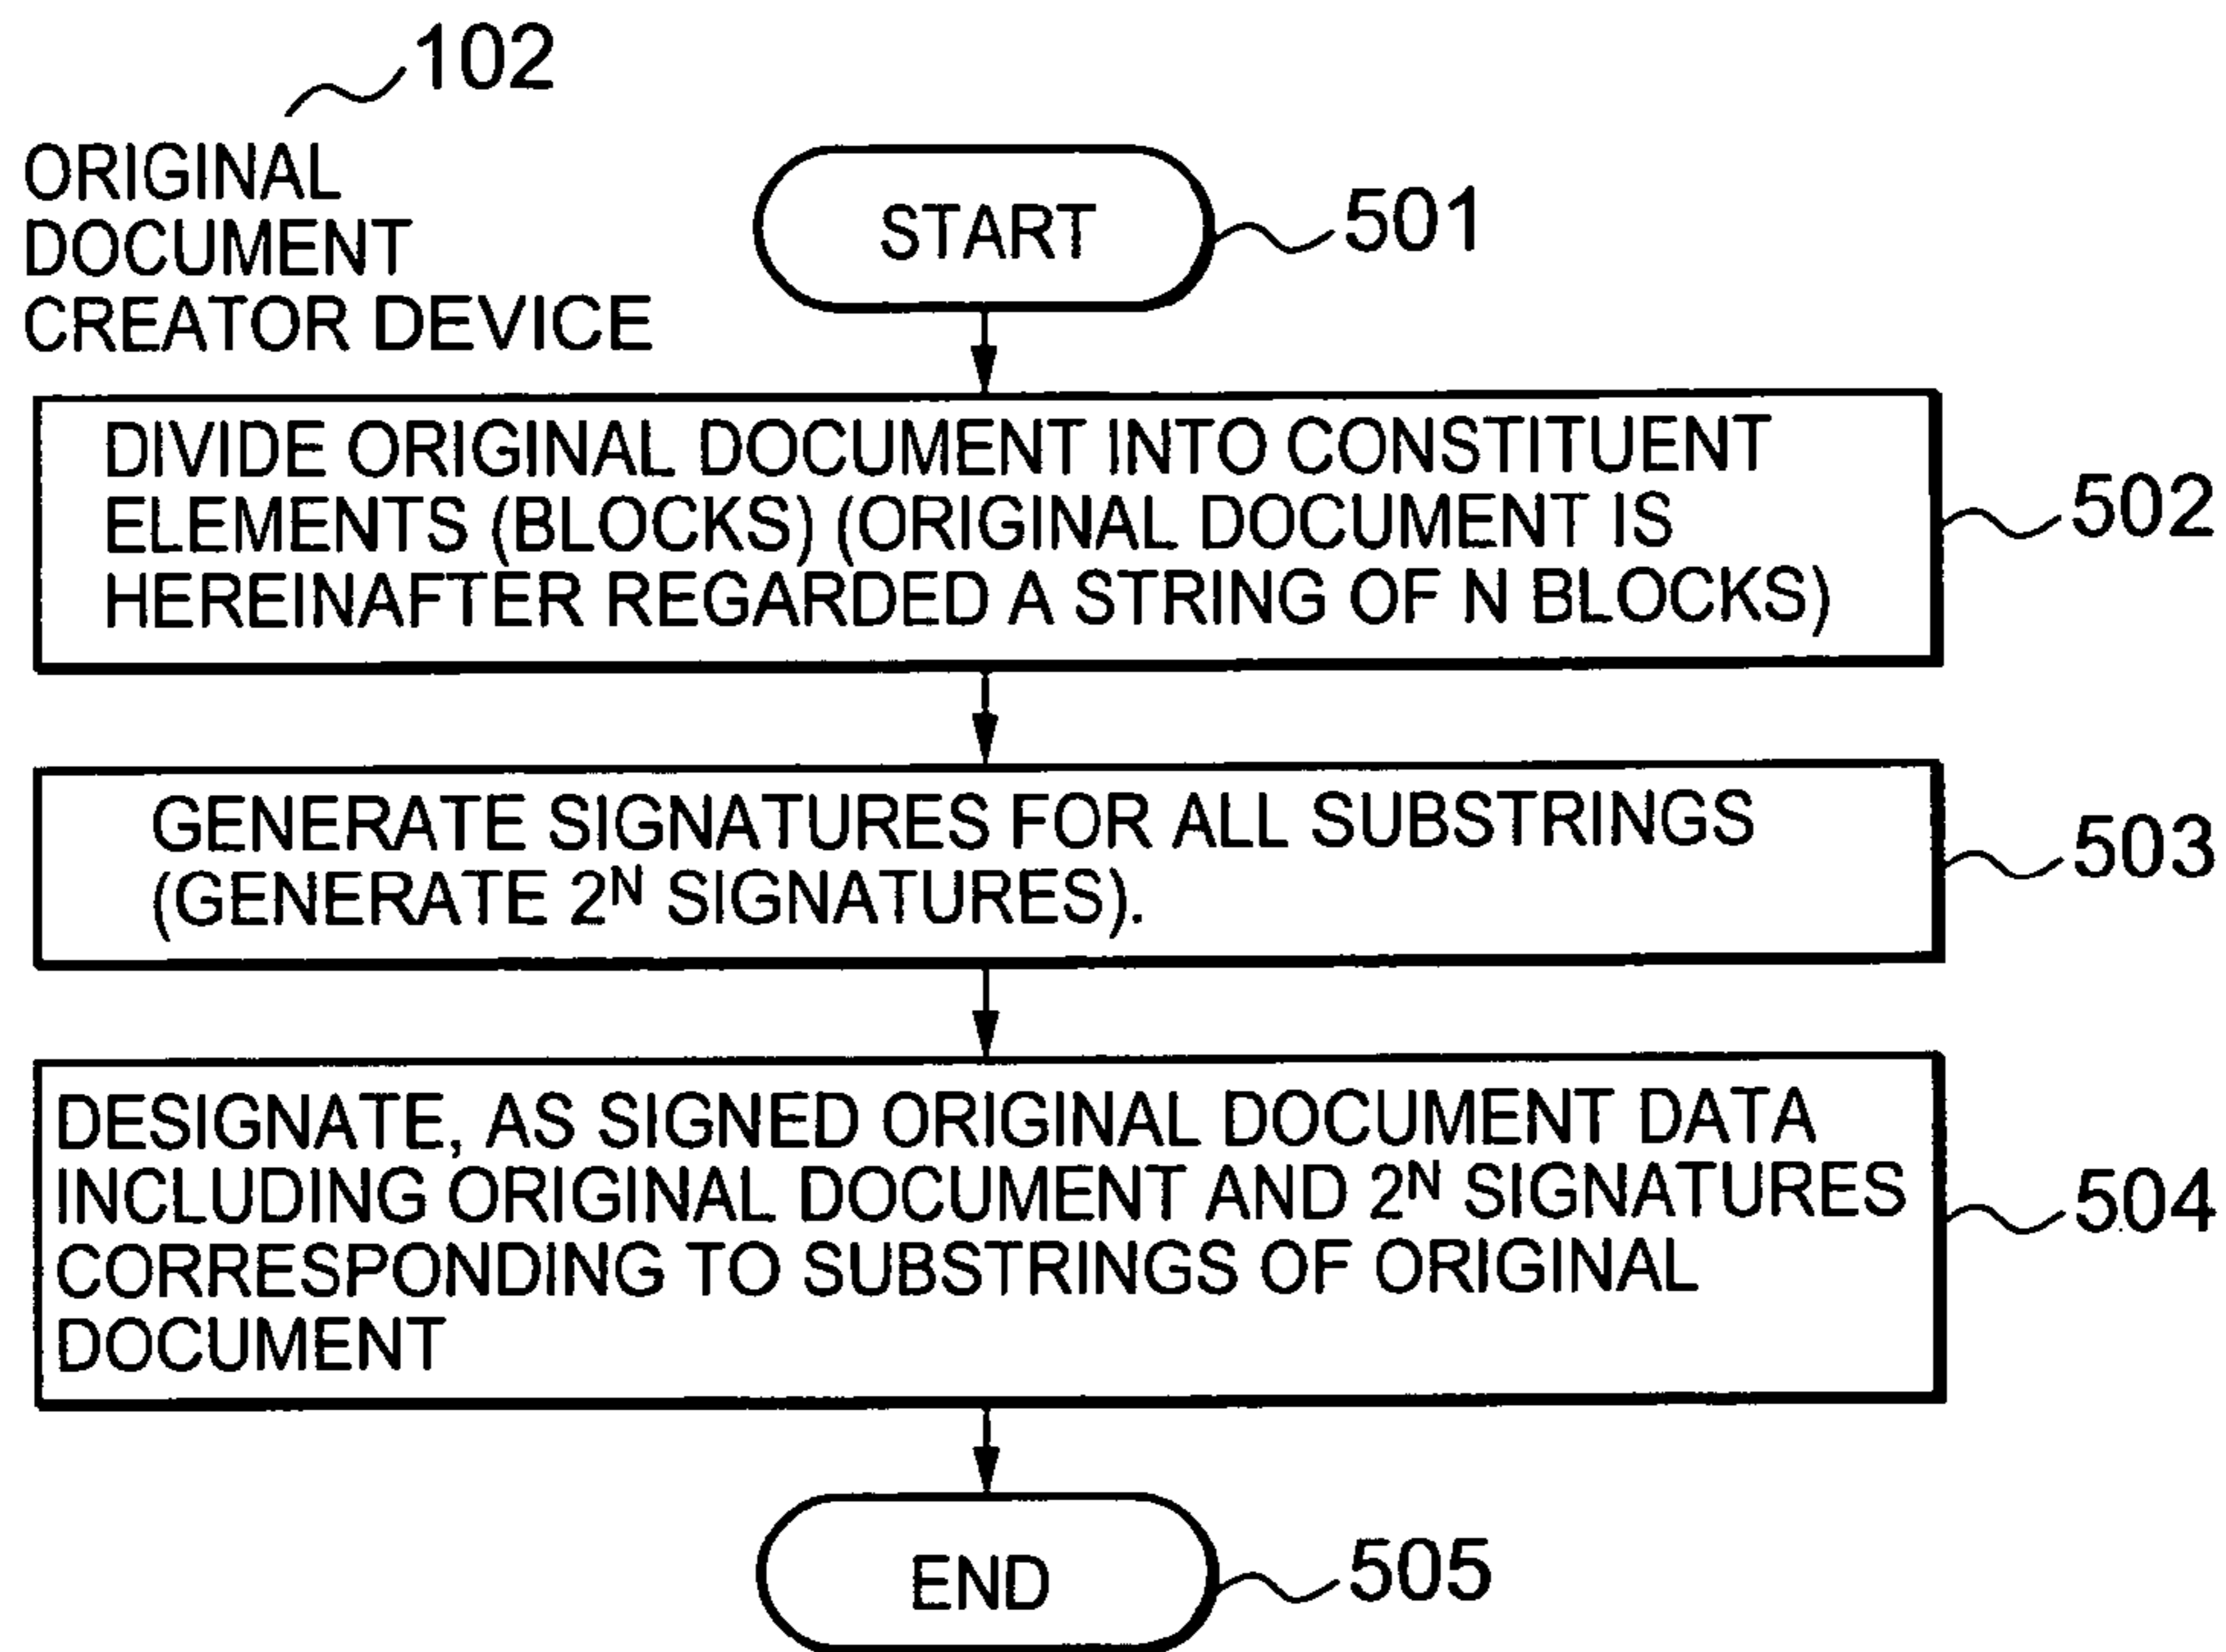 102
ORIGINAL
DOCUMENT
CREATOR DEVICE
START
501
DIVIDE ORIGINAL DOCUMENT INTO CONSTITUENT
ELEMENTS (BLOCKS) (ORIGINAL DOCUMENT IS
HEREINAFTER REGARDED A STRING OF N BLOCKS)
502
GENERATE SIGNATURES FOR ALL SUBSTRINGS
(GENERATE 2ᴺ SIGNATURES).
503
DESIGNATE, AS SIGNED ORIGINAL DOCUMENT DATA
INCLUDING ORIGINAL DOCUMENT AND 2ᴺ SIGNATURES
CORRESPONDING TO SUBSTRINGS OF ORIGINAL
DOCUMENT
504
END
505